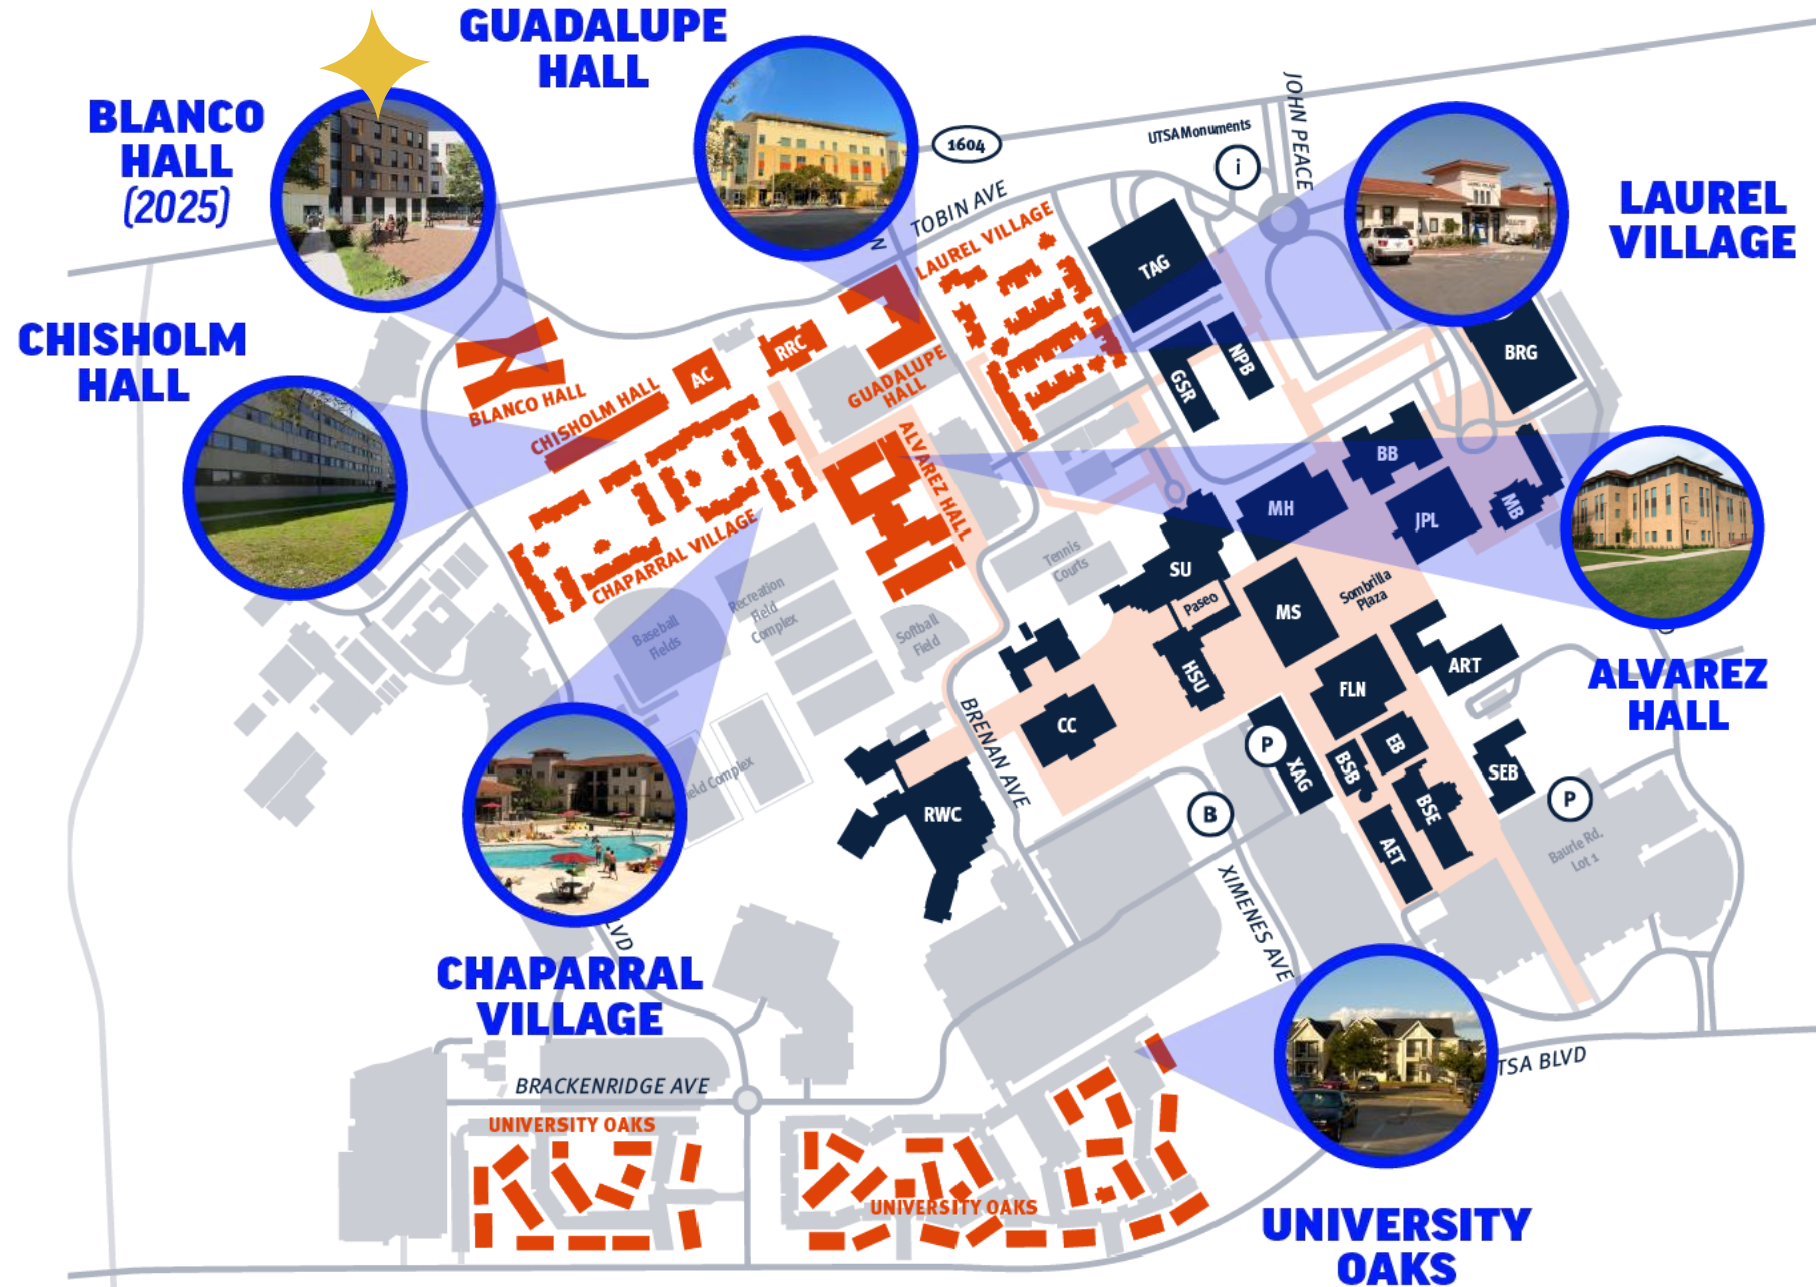 GUADALUPE
HALL
BLANCO
HALL
(2025)
CHISHOLM
HALL
LAUREL
VILLAGE
ALVAREZ
HALL
CHAPARRAL
VILLAGE
UNIVERSITY
OAKS
1604
JOHN PEACE
UTSA Monuments
i
TOBIN AVE
N
LAUREL VILLAGE
TAG
GSR
NPB
BRG
BLANCO HALL
CHISHOLM HALL
AC
RRC
GUADALUPE
HALL
ALVAREZ HALL
CHAPARRAL VILLAGE
BB
MH
JPL
MB
SU
Paseo
HSU
MS
Sombrilla
Plaza
Tennis
Courts
Recreation
Field
Complex
Baseball
Fields
Softball
Field
ield Complex
ART
FLN
EB
BSB
BSE
SEB
XAG
AET
P
P
B
CC
RWC
BRENAN AVE
XIMENES AVE
Baurle Rd.
Lot 1
LVD
TSA BLVD
BRACKENRIDGE AVE
UNIVERSITY OAKS
UNIVERSITY OAKS